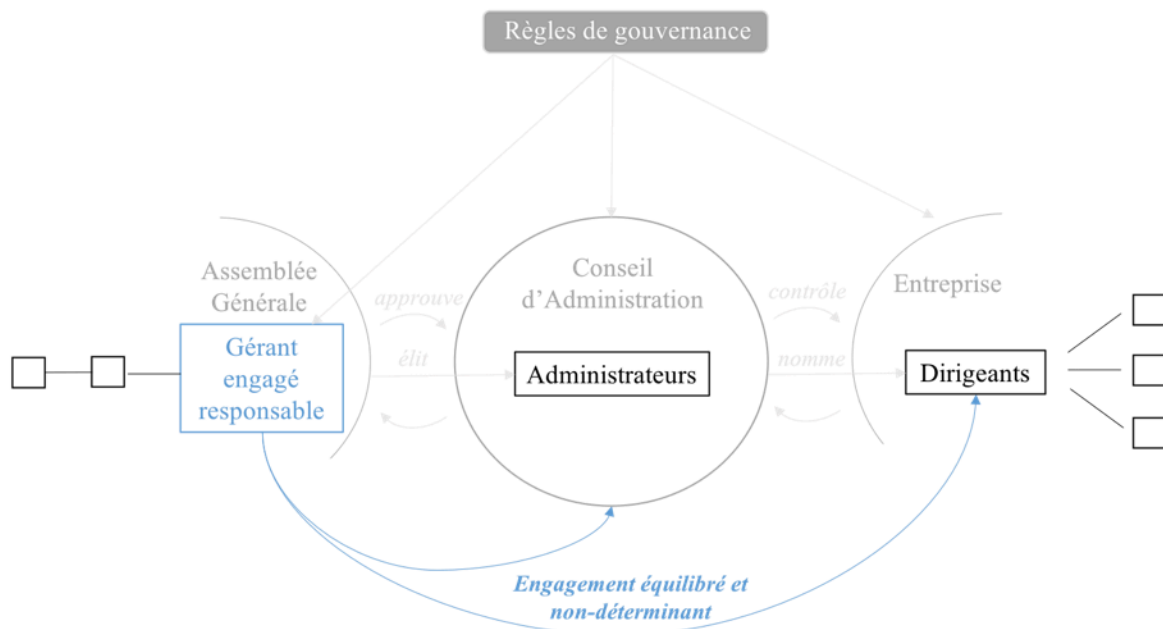 Règles de gouvernance
Assemblée
Générale
Gérant
engagé
responsable
approuve
élit
Conseil
d’Administration
Administrateurs
contrôle
nomme
Entreprise
Dirigeants
Engagement équilibré et
non-déterminant